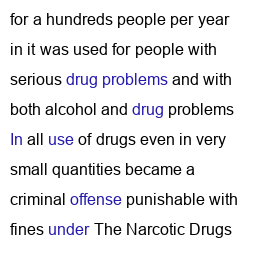 for a hundreds people per year
in it was used for people with
serious drug problems and with
both alcohol and drug problems
In all use of drugs even in very
small quantities became a
criminal offense punishable with
fines under The Narcotic Drugs